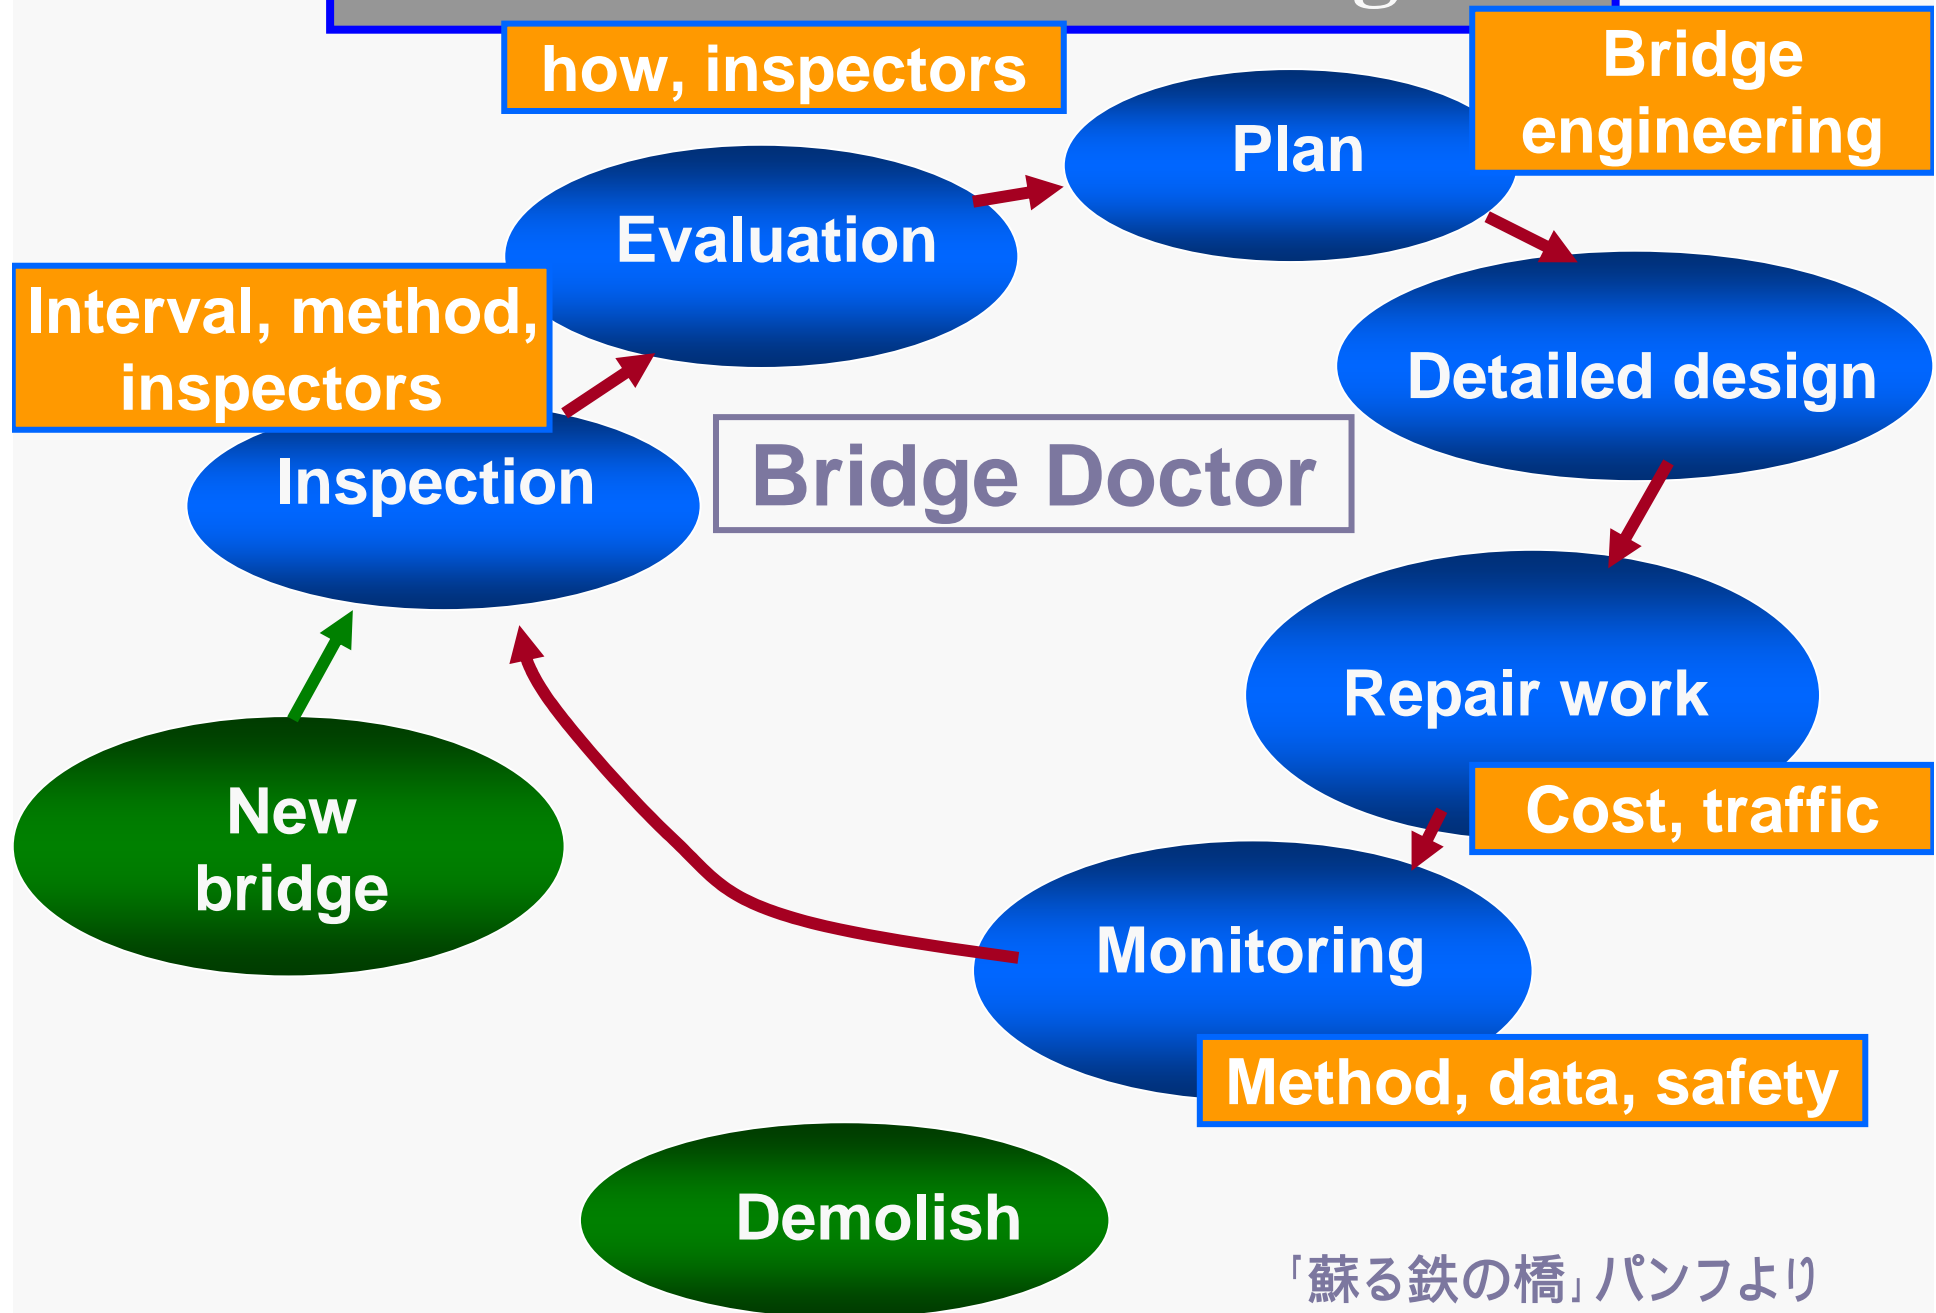 how, inspectors
Bridge
engineering
Plan
Evaluation
Interval, method,
inspectors
Detailed design
Bridge Doctor
Inspection
Repair work
New
bridge
Cost, traffic
Monitoring
Method, data, safety
Demolish
「蘇る鉄の橋」パンフより